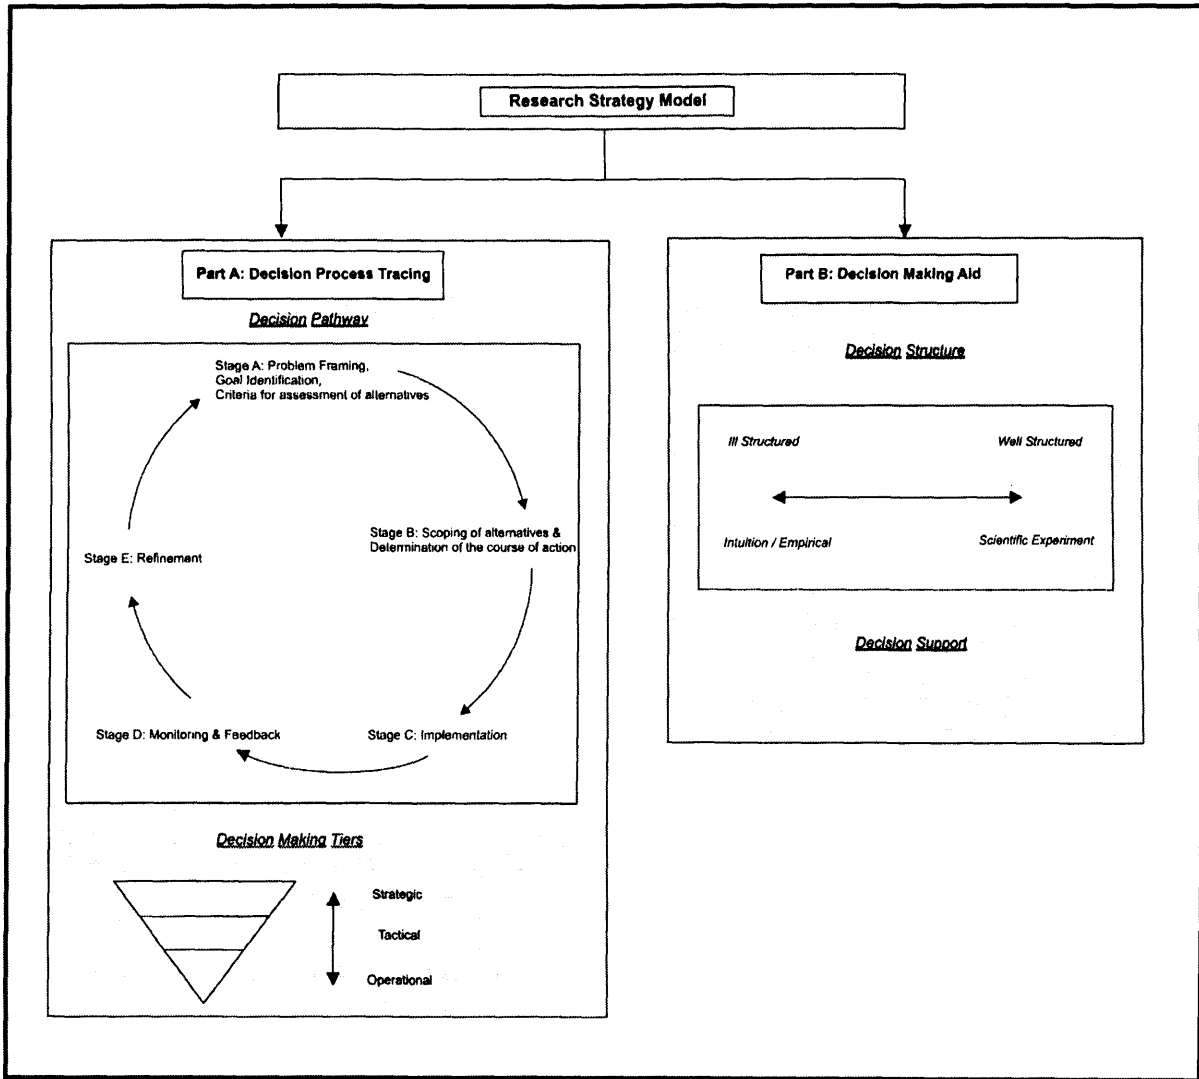 Research Strategy Model
Part A: Decision Process Tracing
Decision Pathway
Stage A: Problem Framing,
Goal Identification,
Criteria for assessment of alternatives
Stage B: Scoping of alternatives &
Determination of the course of action
Stage E: Refinement
Stage D: Monitoring & Feedback
Stage C: Implementation
Decision Making Tiers
Strategic
Tactical
Operational
Part B: Decision Making Aid
Decision Structure
Ill Structured
Well Structured
Intuition / Empirical
Scientific Experiment
Decision Support